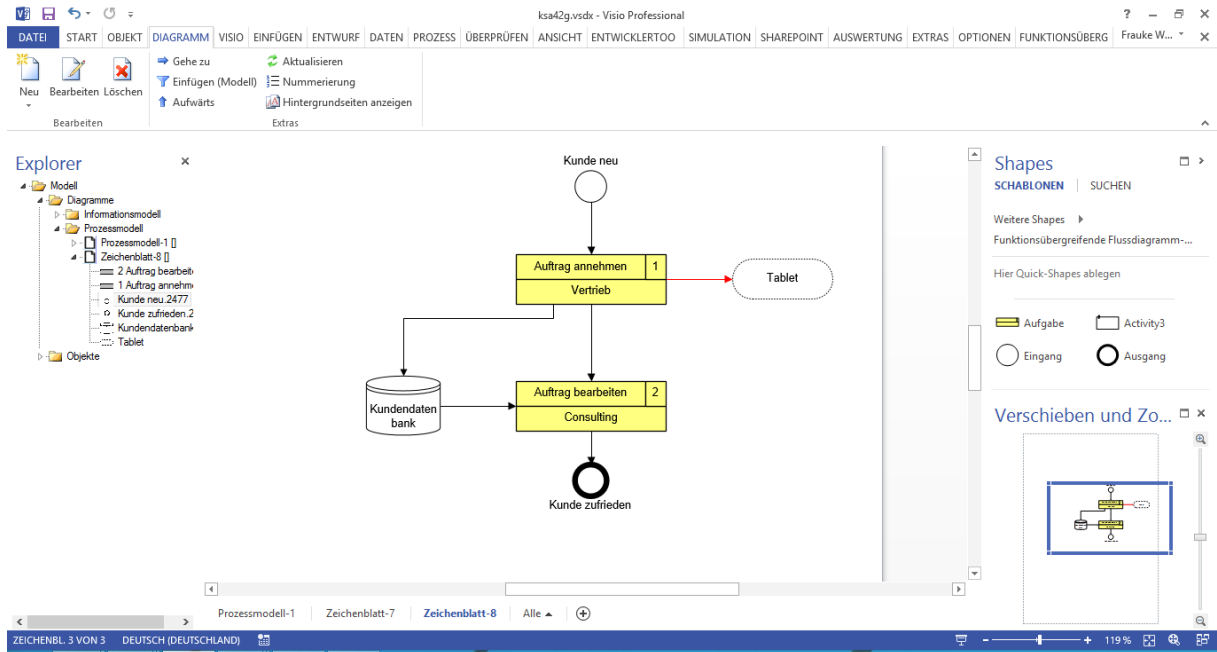 ksa42g.vsdx - Visio Professional
DATEI START OBJEKT DIAGRAMM VISIO EINFÜGEN ENTWURF DATEN PROZESS ÜBERPRÜFEN ANSICHT ENTWICKLERTOO SIMULATION SHAREPOINT AUSWERTUNG EXTRAS OPTIONEN FUNKTIONSÜBERG Frauke W...
Neu
Bearbeiten
Löschen
Gehe zu
Einfügen (Modell)
Aufwärts
Aktualisieren
Nummerierung
Hintergrundseiten anzeigen
Bearbeiten
Extras
Explorer
Modell
Diagramme
Informationsmodell
Prozessmodell
Prozessmodell-1 []
Zeichenblatt-8 []
2 Auftrag bearbeit
1 Auftrag annehm
Kunde neu.2477
Kunde zufrieden.2
Kundendatenbank
Tablet
Objekte
Kunde neu
Auftrag annehmen 1
Vertrieb
Tablet
Kundendaten
bank
Auftrag bearbeiten 2
Consulting
Kunde zufrieden
Shapes
SCHABLONEN SUCHEN
Weitere Shapes
Funktionsübergreifende Flussdiagramm-...
Hier Quick-Shapes ablegen
Aufgabe Activity3
Eingang Ausgang
Verschieben und Zo...
Prozessmodell-1 Zeichenblatt-7 Zeichenblatt-8 Alle
ZEICHENBL. 3 VON 3 DEUTSCH (DEUTSCHLAND) 119 %